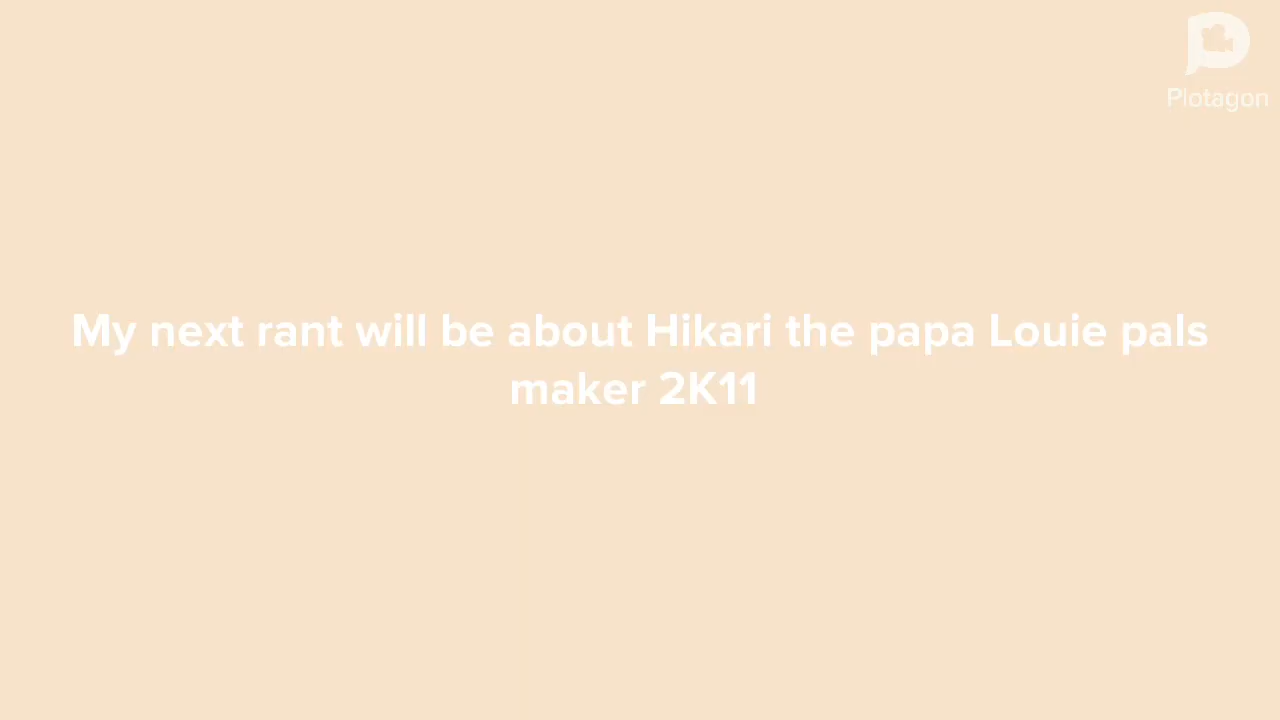 Plotagon
My next rant will be about Hikari the papa Louie pals
maker 2K11